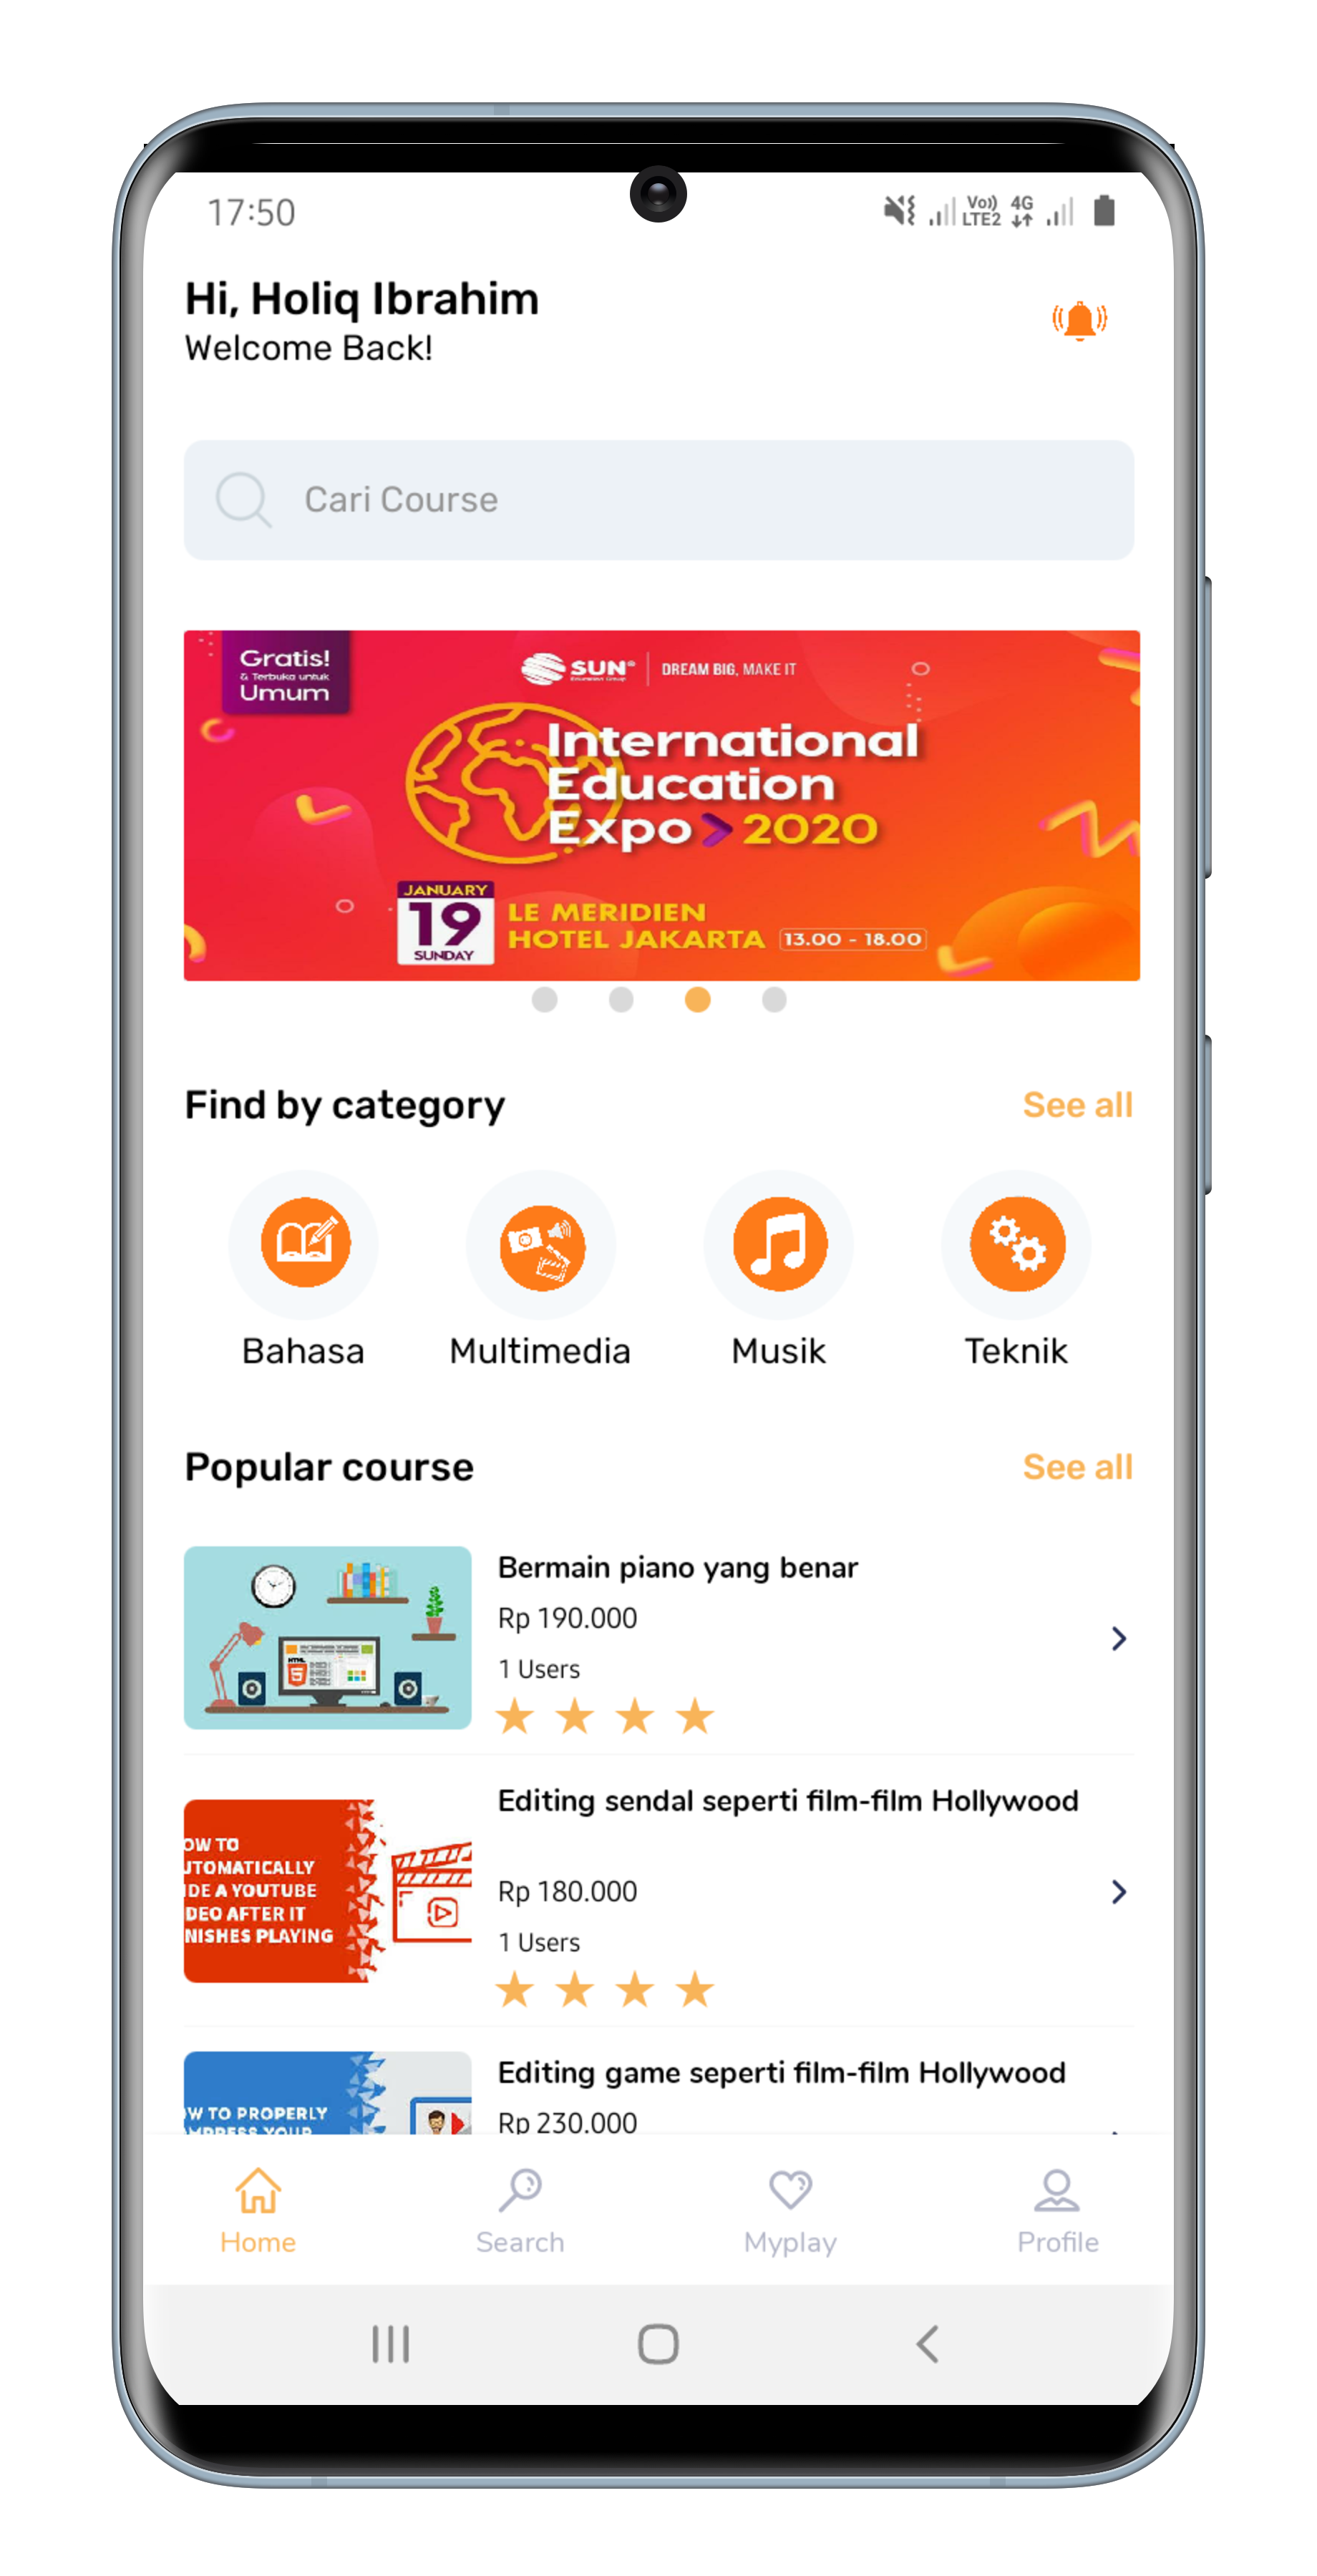 17:50
Vo)) 4G
LTE2
Hi, Holiq Ibrahim
Welcome Back!
Cari Course
Gratis!
& Terbuka untuk
Umum
SUN
DREAM BIG, MAKE IT
International
Education
Expo > 2020
JANUARY
19
SUNDAY
LE MERIDIEN
HOTEL JAKARTA
13.00 - 18.00
Find by category
See all
Bahasa
Multimedia
Musik
Teknik
Popular course
See all
HTML
5
Bermain piano yang benar
Rp 190.000
1 Users
OW TO
UTOMATICALLY
IDE A YOUTUBE
DEO AFTER IT
NISHES PLAYING
Editing sendal seperti film-film Hollywood
Rp 180.000
1 Users
W TO PROPERLY
Editing game seperti film-film Hollywood
Rp 230.000
Home
Search
Myplay
Profile